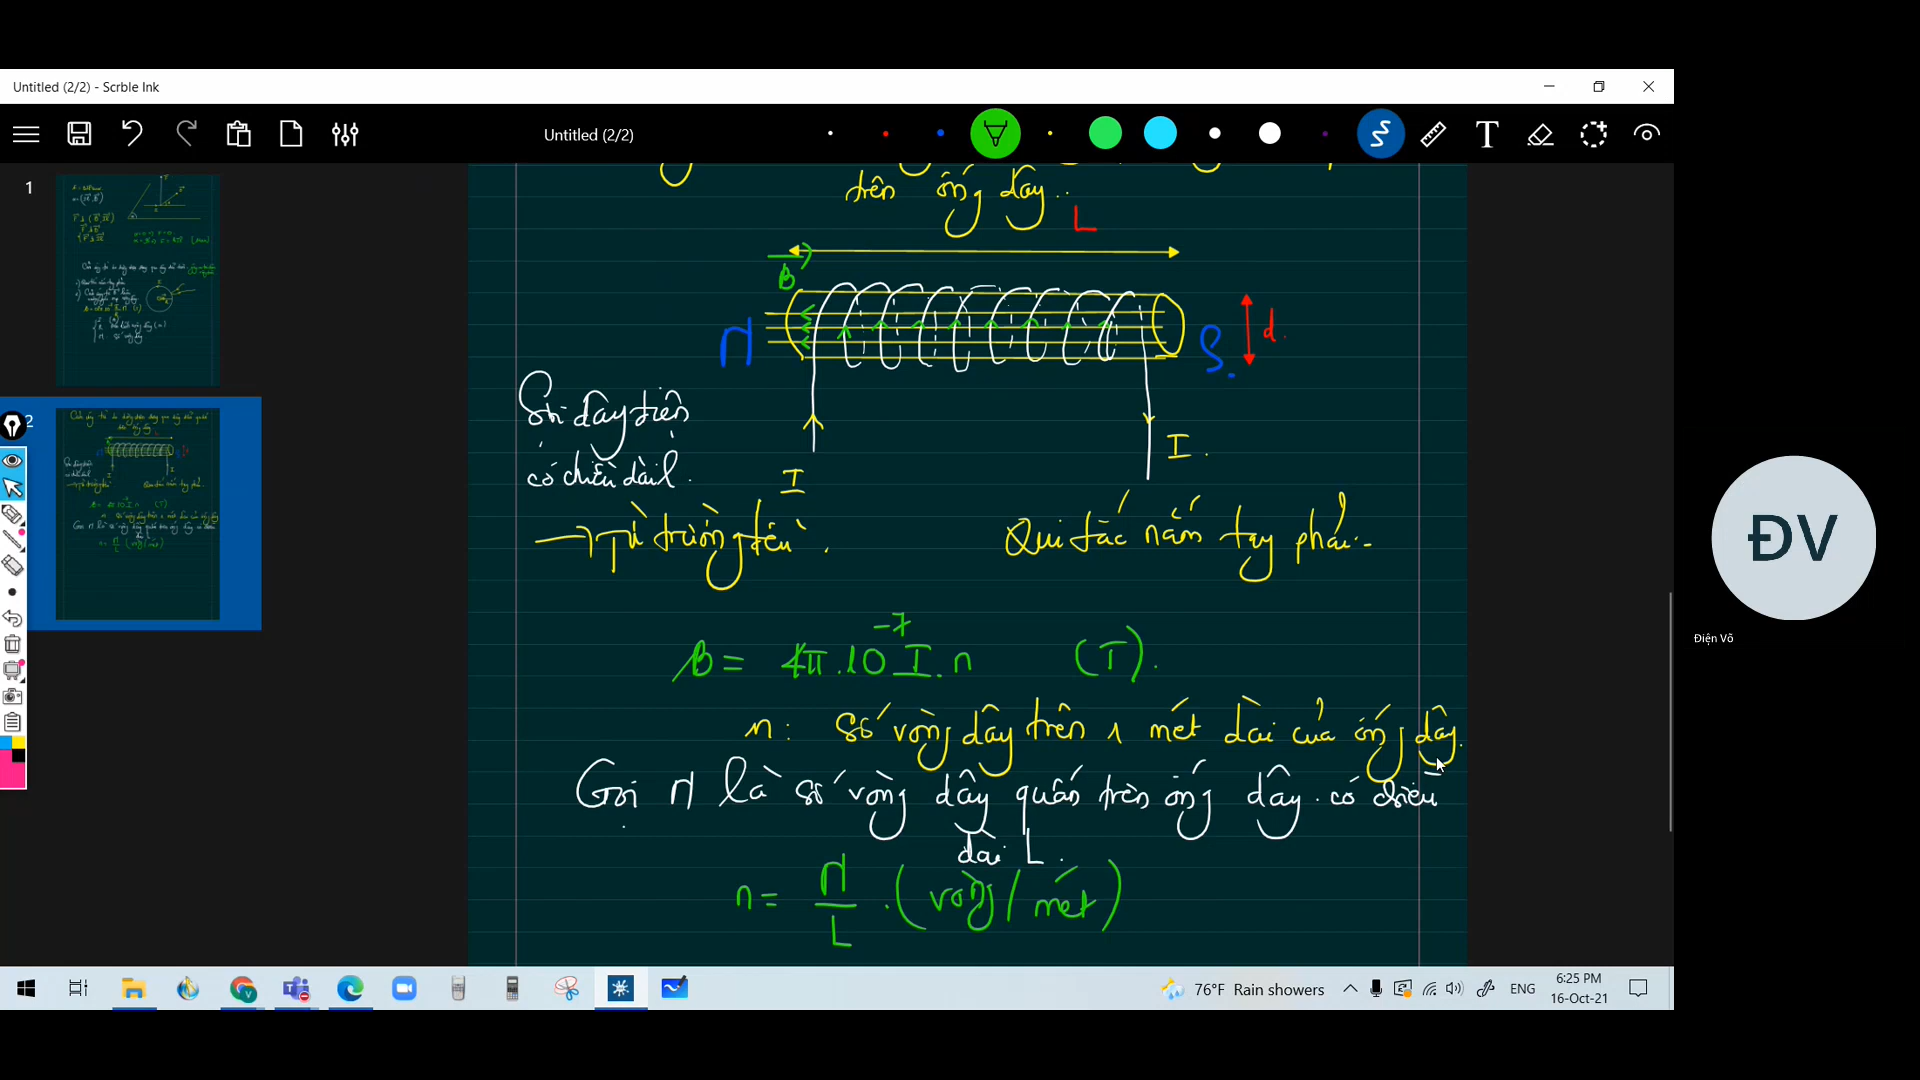 Untitled (2/2) - Scrble Ink
Untitled (2/2)
1
2
trên ống dây.
L
B
N
S
d
Sợi dây điện
có chiều dài l.
I
I
→ Từ trường đều.
Qui tắc nắm tay phải
B = 4π.10⁻⁷ I.n (T).
n: số vòng dây trên 1 mét dài của ống dây.
Gọi N là số vòng dây quấn trên ống dây có chiều
dài L.
n = N/L (vòng/mét)
ĐV
Điện Võ
76°F Rain showers
ENG
6:25 PM
16-Oct-21